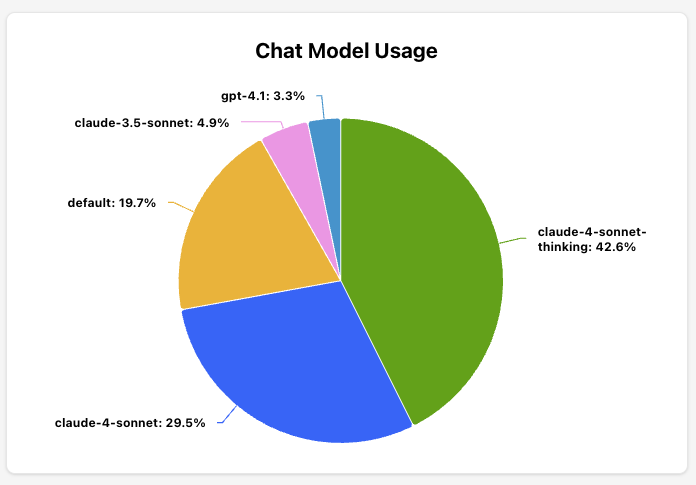 Chat Model Usage
gpt-4.1: 3.3%
claude-3.5-sonnet: 4.9%
default: 19.7%
claude-4-sonnet-
thinking: 42.6%
claude-4-sonnet: 29.5%